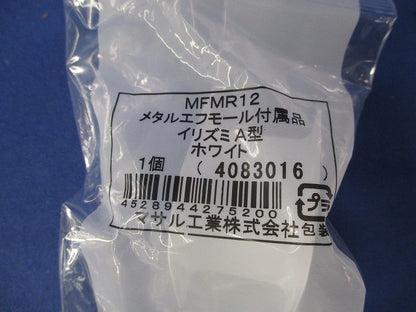 MFMR12
メタルエフモール付属品
イリズミA型
ホワイト
1個 (4083016)
プラ
4528944275200
マサル工業株式会社包装